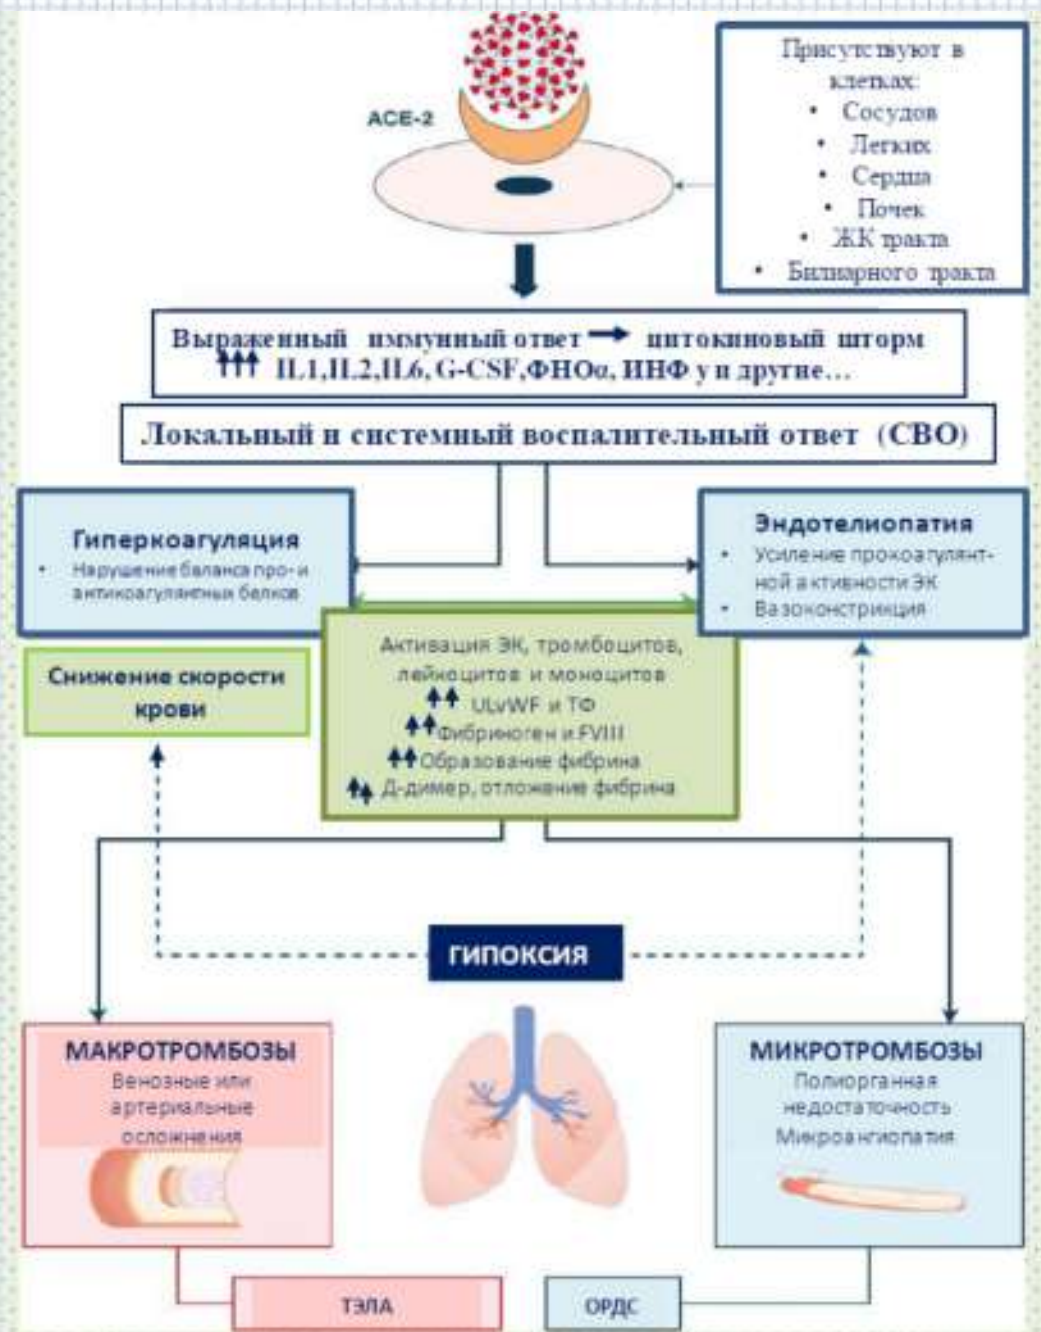 ACE-2
Присутствуют в
клетках:
• Сосудов
• Легких
• Сердца
• Почек
• ЖК тракта
• Билиарного тракта
Выраженный иммунный ответ → цитокиновый шторм
IL1,IL2,IL6, G-CSF,ФНОα, ИНФ у и другие...
Локальный и системный воспалительный ответ (СВО)
Гиперкоагуляция
• Нарушение баланса про- и
антикоагулянтных белков
Эндотелиопатия
• Усиление прокоагулянт-
ной активности ЭК
• Вазоконстрикция
Снижение скорости
крови
Активация ЭК, тромбоцитов,
лейкоцитов и моноцитов
ULvWF и ТФ
Фибриноген и FVIII
Образование фибрина
Д-димер, отложение фибрина
ГИПОКСИЯ
МАКРОТРОМБОЗЫ
Венозные или
артериальные
осложнения
МИКРОТРОМБОЗЫ
Полиорганная
недостаточность
Микроангиопатия
ТЭЛА
ОРДС